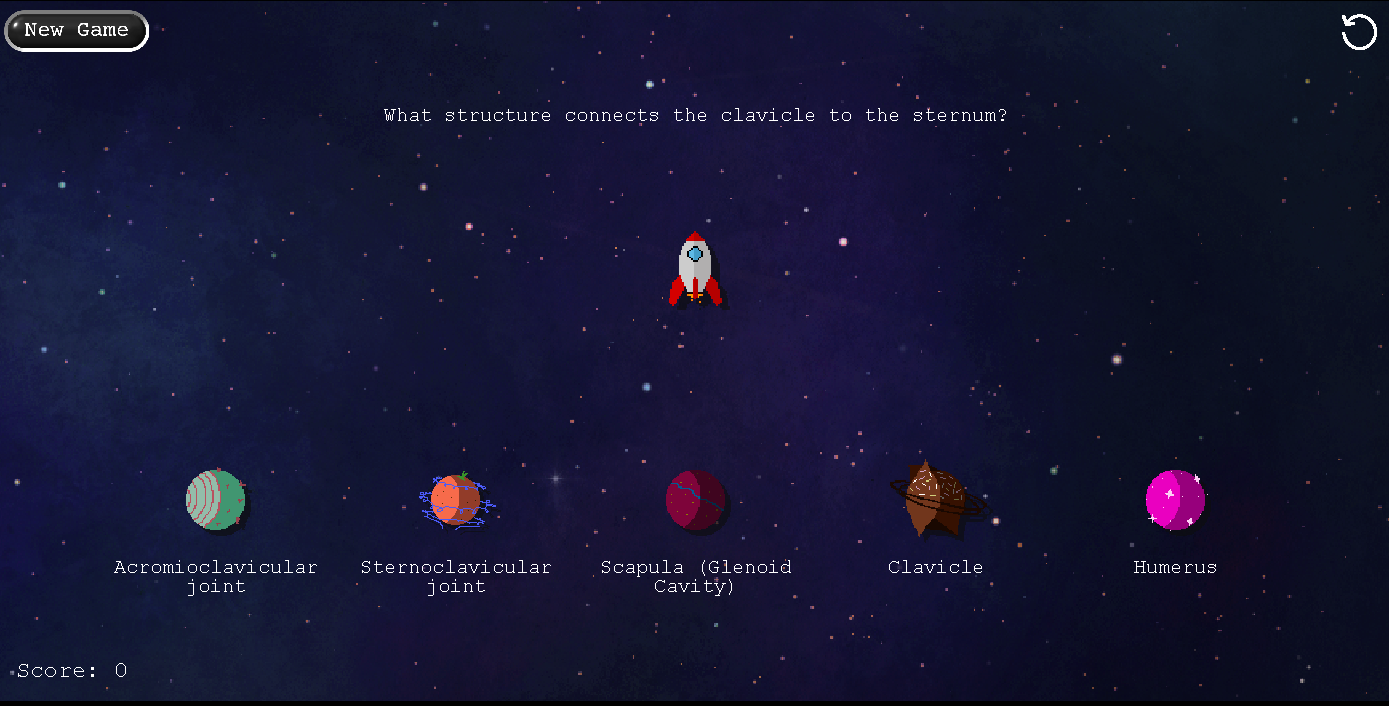 New Game
What structure connects the clavicle to the sternum?
Acromioclavicular
joint
Sternoclavicular
joint
Scapula (Glenoid
Cavity)
Clavicle
Humerus
Score: 0